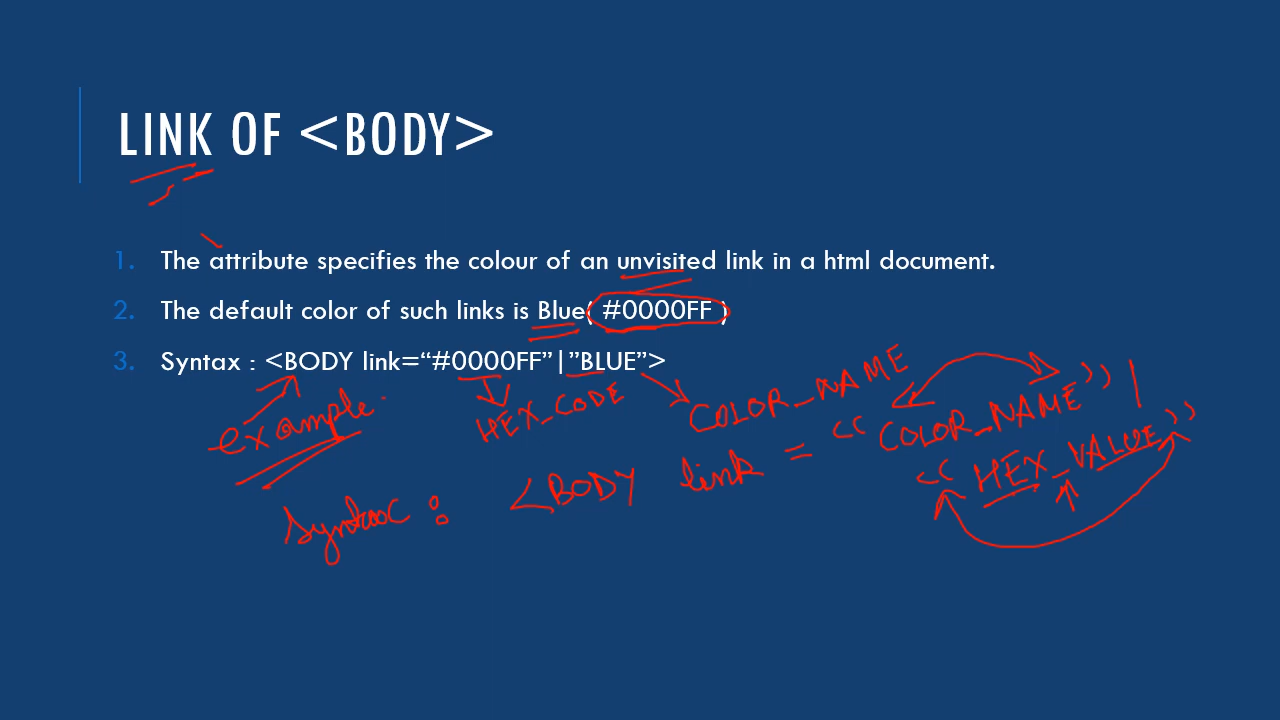 LINK OF <BODY>
1. The attribute specifies the colour of an unvisited link in a html document.
2. The default color of such links is Blue( #0000FF )
3. Syntax : <BODY link=“#0000FF”|”BLUE”>
example.
HEX_CODE
COLOR_NAME
Syntax : <BODY link = “COLOR_NAME” |
“HEX_VALUE”